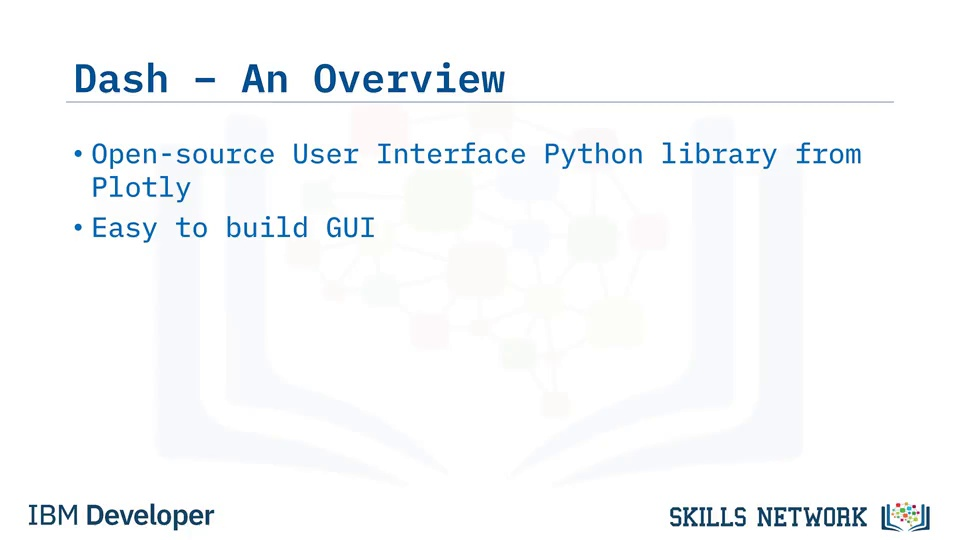 Dash – An Overview
• Open-source User Interface Python library from
Plotly
• Easy to build GUI
IBM Developer
SKILLS NETWORK